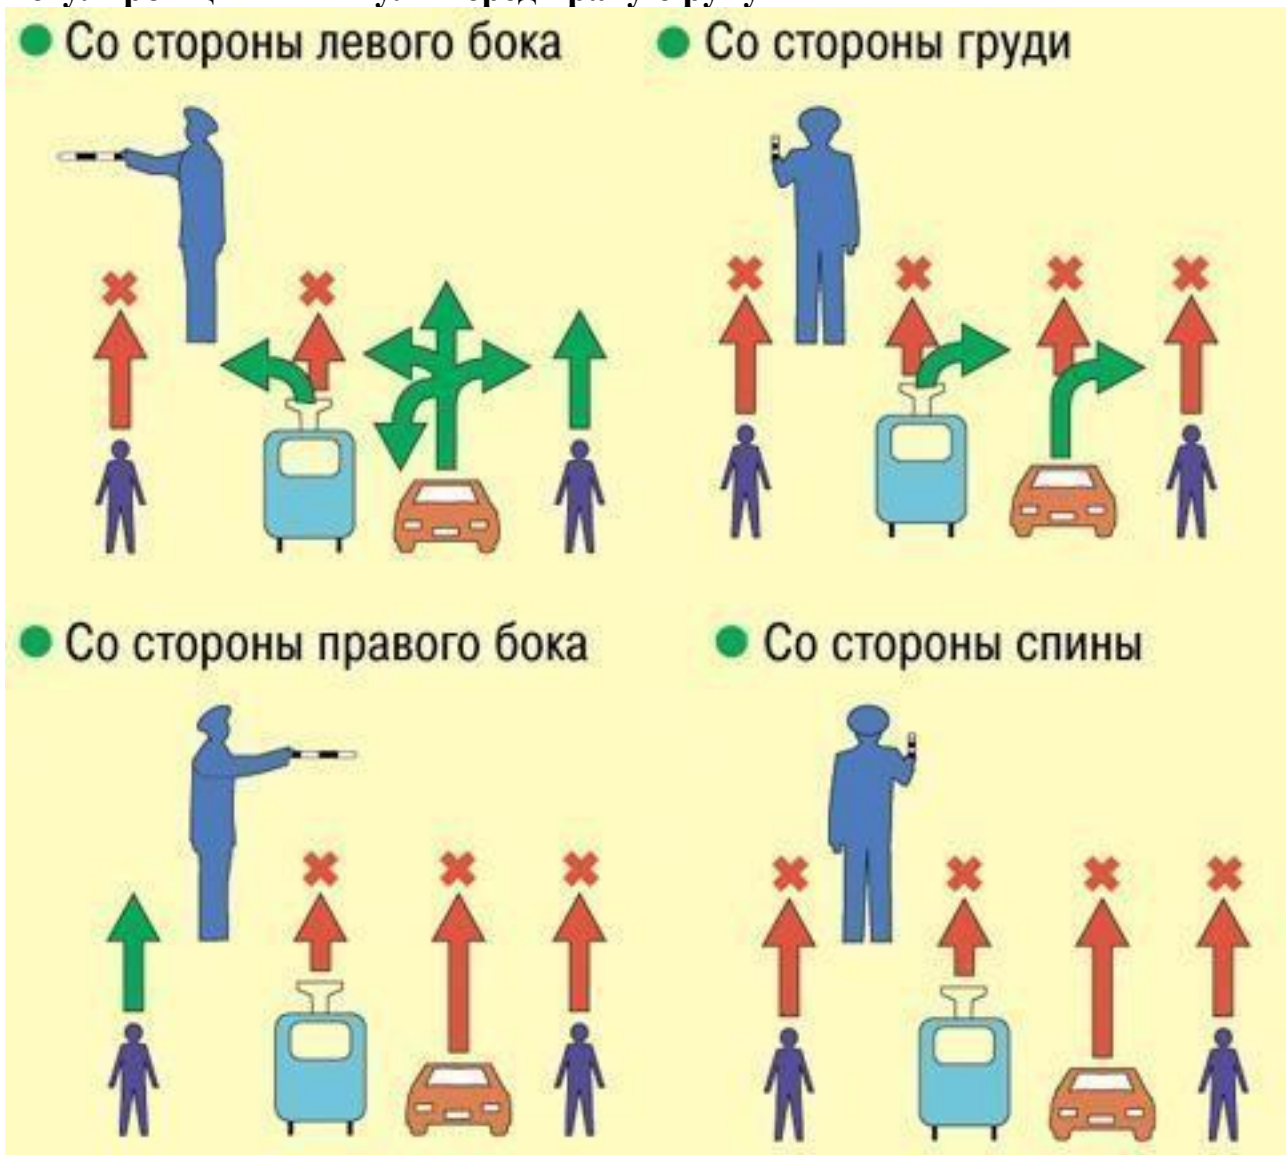 Со стороны левого бока
Со стороны груди
Со стороны правого бока
Со стороны спины